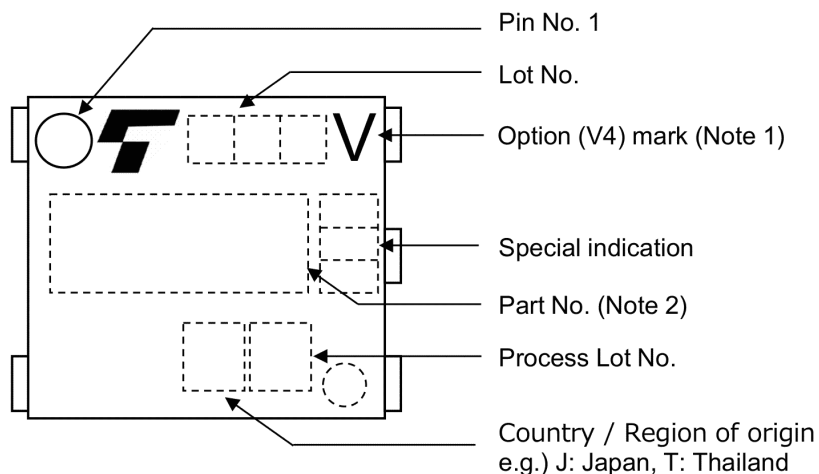 Pin No. 1
Lot No.
V
Option (V4) mark (Note 1)
Special indication
Part No. (Note 2)
Process Lot No.
Country / Region of origin
e.g.) J: Japan, T: Thailand